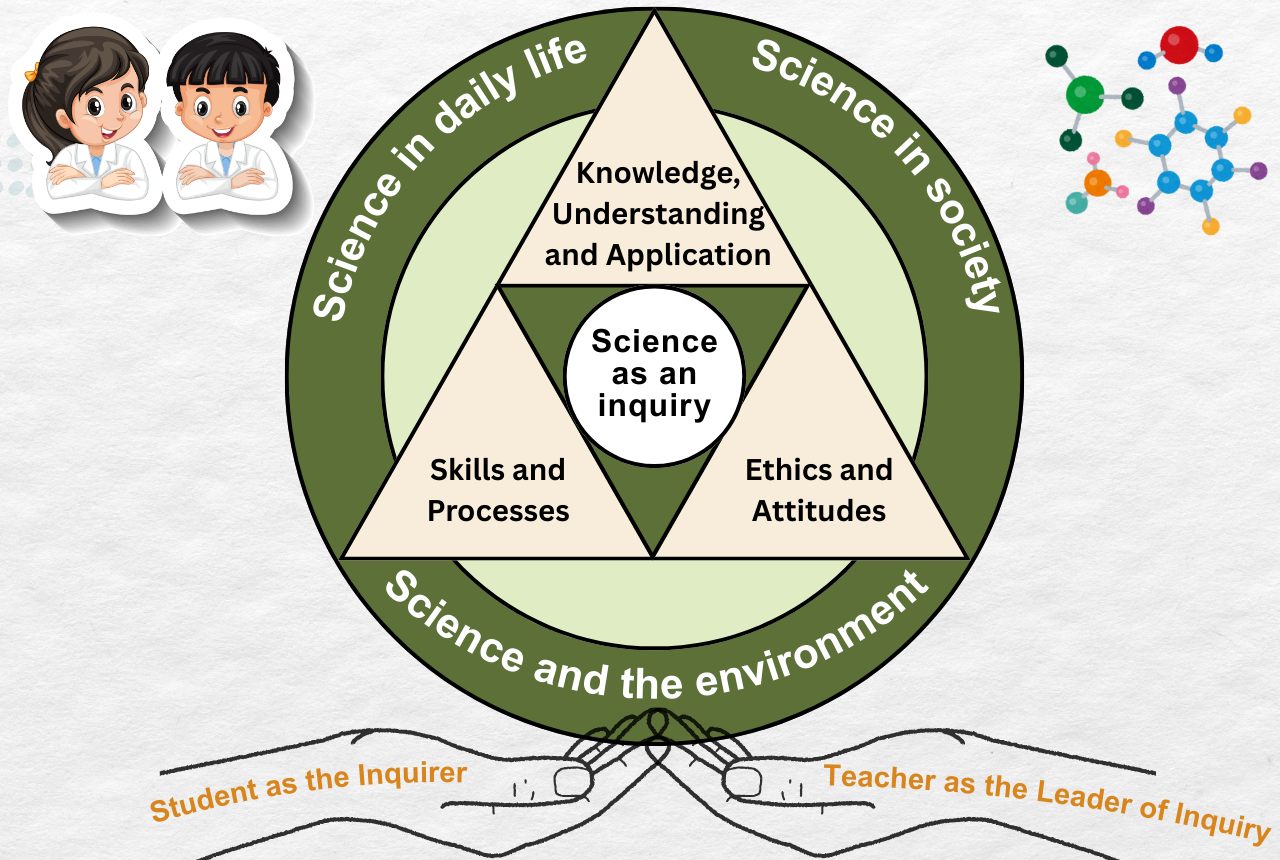 Science in daily life
Science in society
Knowledge,
Understanding
and Application
Science
as an
inquiry
Skills and
Processes
Ethics and
Attitudes
Science and the environment
Student as the Inquirer
Teacher as the Leader of Inquiry